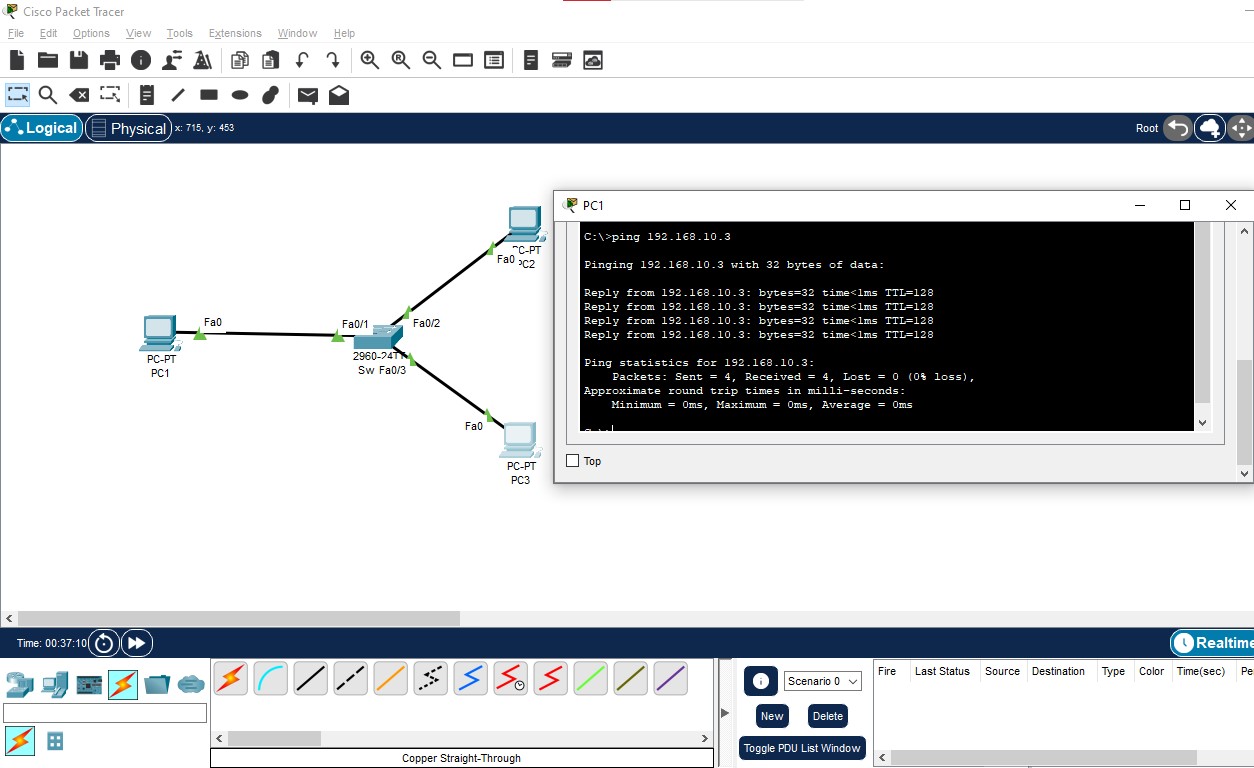 Cisco Packet Tracer
File Edit Options View Tools Extensions Window Help
Logical Physical x: 715, y: 453 Root
PC-PT
PC2
Fa0
Fa0/2
Fa0
Fa0/1
PC-PT
PC1
2960-24TT
Sw Fa0/3
Fa0
PC-PT
PC3
PC1
C:\>ping 192.168.10.3
Pinging 192.168.10.3 with 32 bytes of data:
Reply from 192.168.10.3: bytes=32 time<1ms TTL=128
Reply from 192.168.10.3: bytes=32 time<1ms TTL=128
Reply from 192.168.10.3: bytes=32 time<1ms TTL=128
Reply from 192.168.10.3: bytes=32 time<1ms TTL=128
Ping statistics for 192.168.10.3:
Packets: Sent = 4, Received = 4, Lost = 0 (0% loss),
Approximate round trip times in milli-seconds:
Minimum = 0ms, Maximum = 0ms, Average = 0ms
Top
Time: 00:37:10
Realtime
Scenario 0
New Delete
Toggle PDU List Window
Fire Last Status Source Destination Type Color Time(sec) Pe
Copper Straight-Through